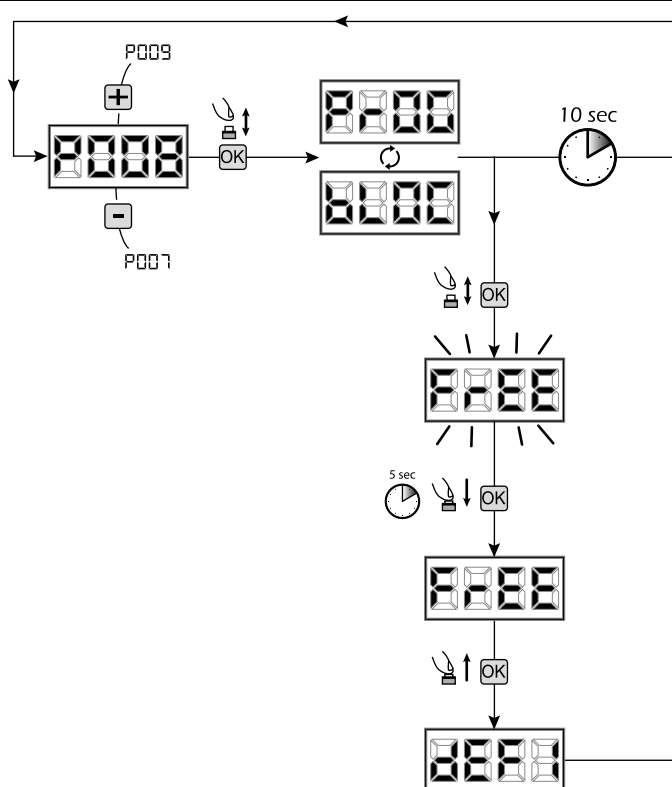 P009
+
PrOG
10 sec
P008
OK
bLOC
-
P007
OK
FrEE
5 sec
OK
FrEE
OK
dEF1